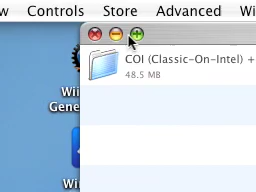 Controls Store Advanced
COI (Classic-On-Intel) +
48.5 MB